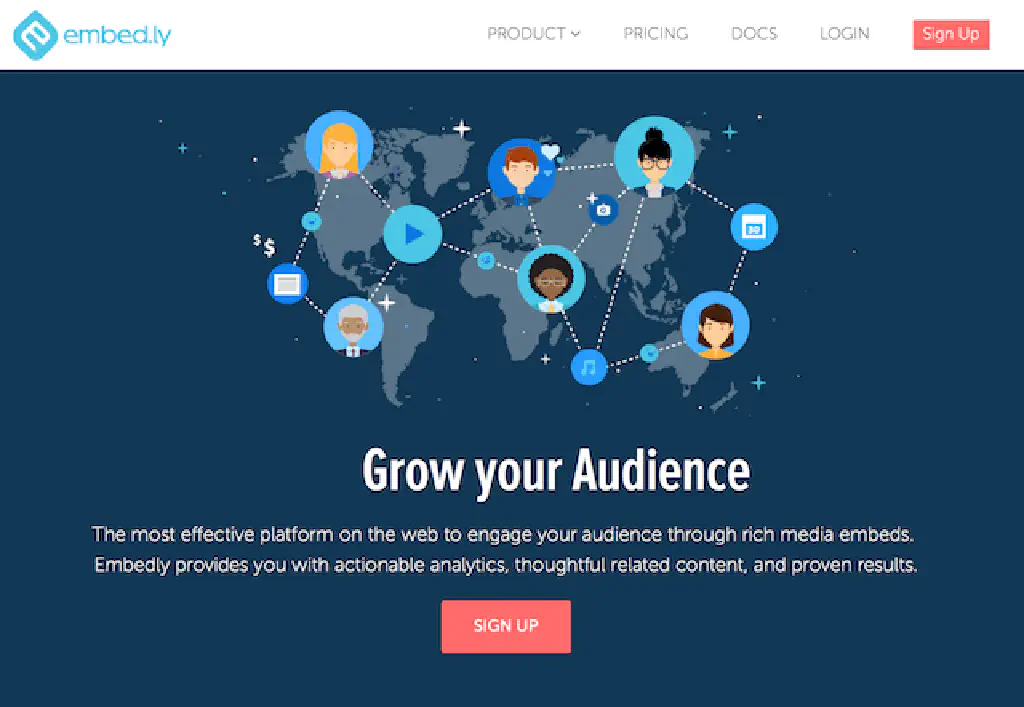 embed.ly
PRODUCT
PRICING
DOCS
LOGIN
Sign Up
$ $
30
Grow your Audience
The most effective platform on the web to engage your audience through rich media embeds.
Embedly provides you with actionable analytics, thoughtful related content, and proven results.
SIGN UP